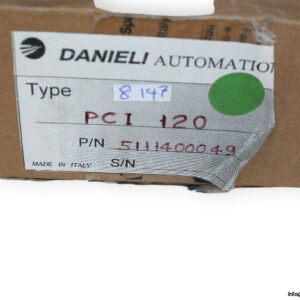 DANIELI AUTOMATION
Type 8147
PCI 120
P/N 5111400049
MADE IN ITALY S/N